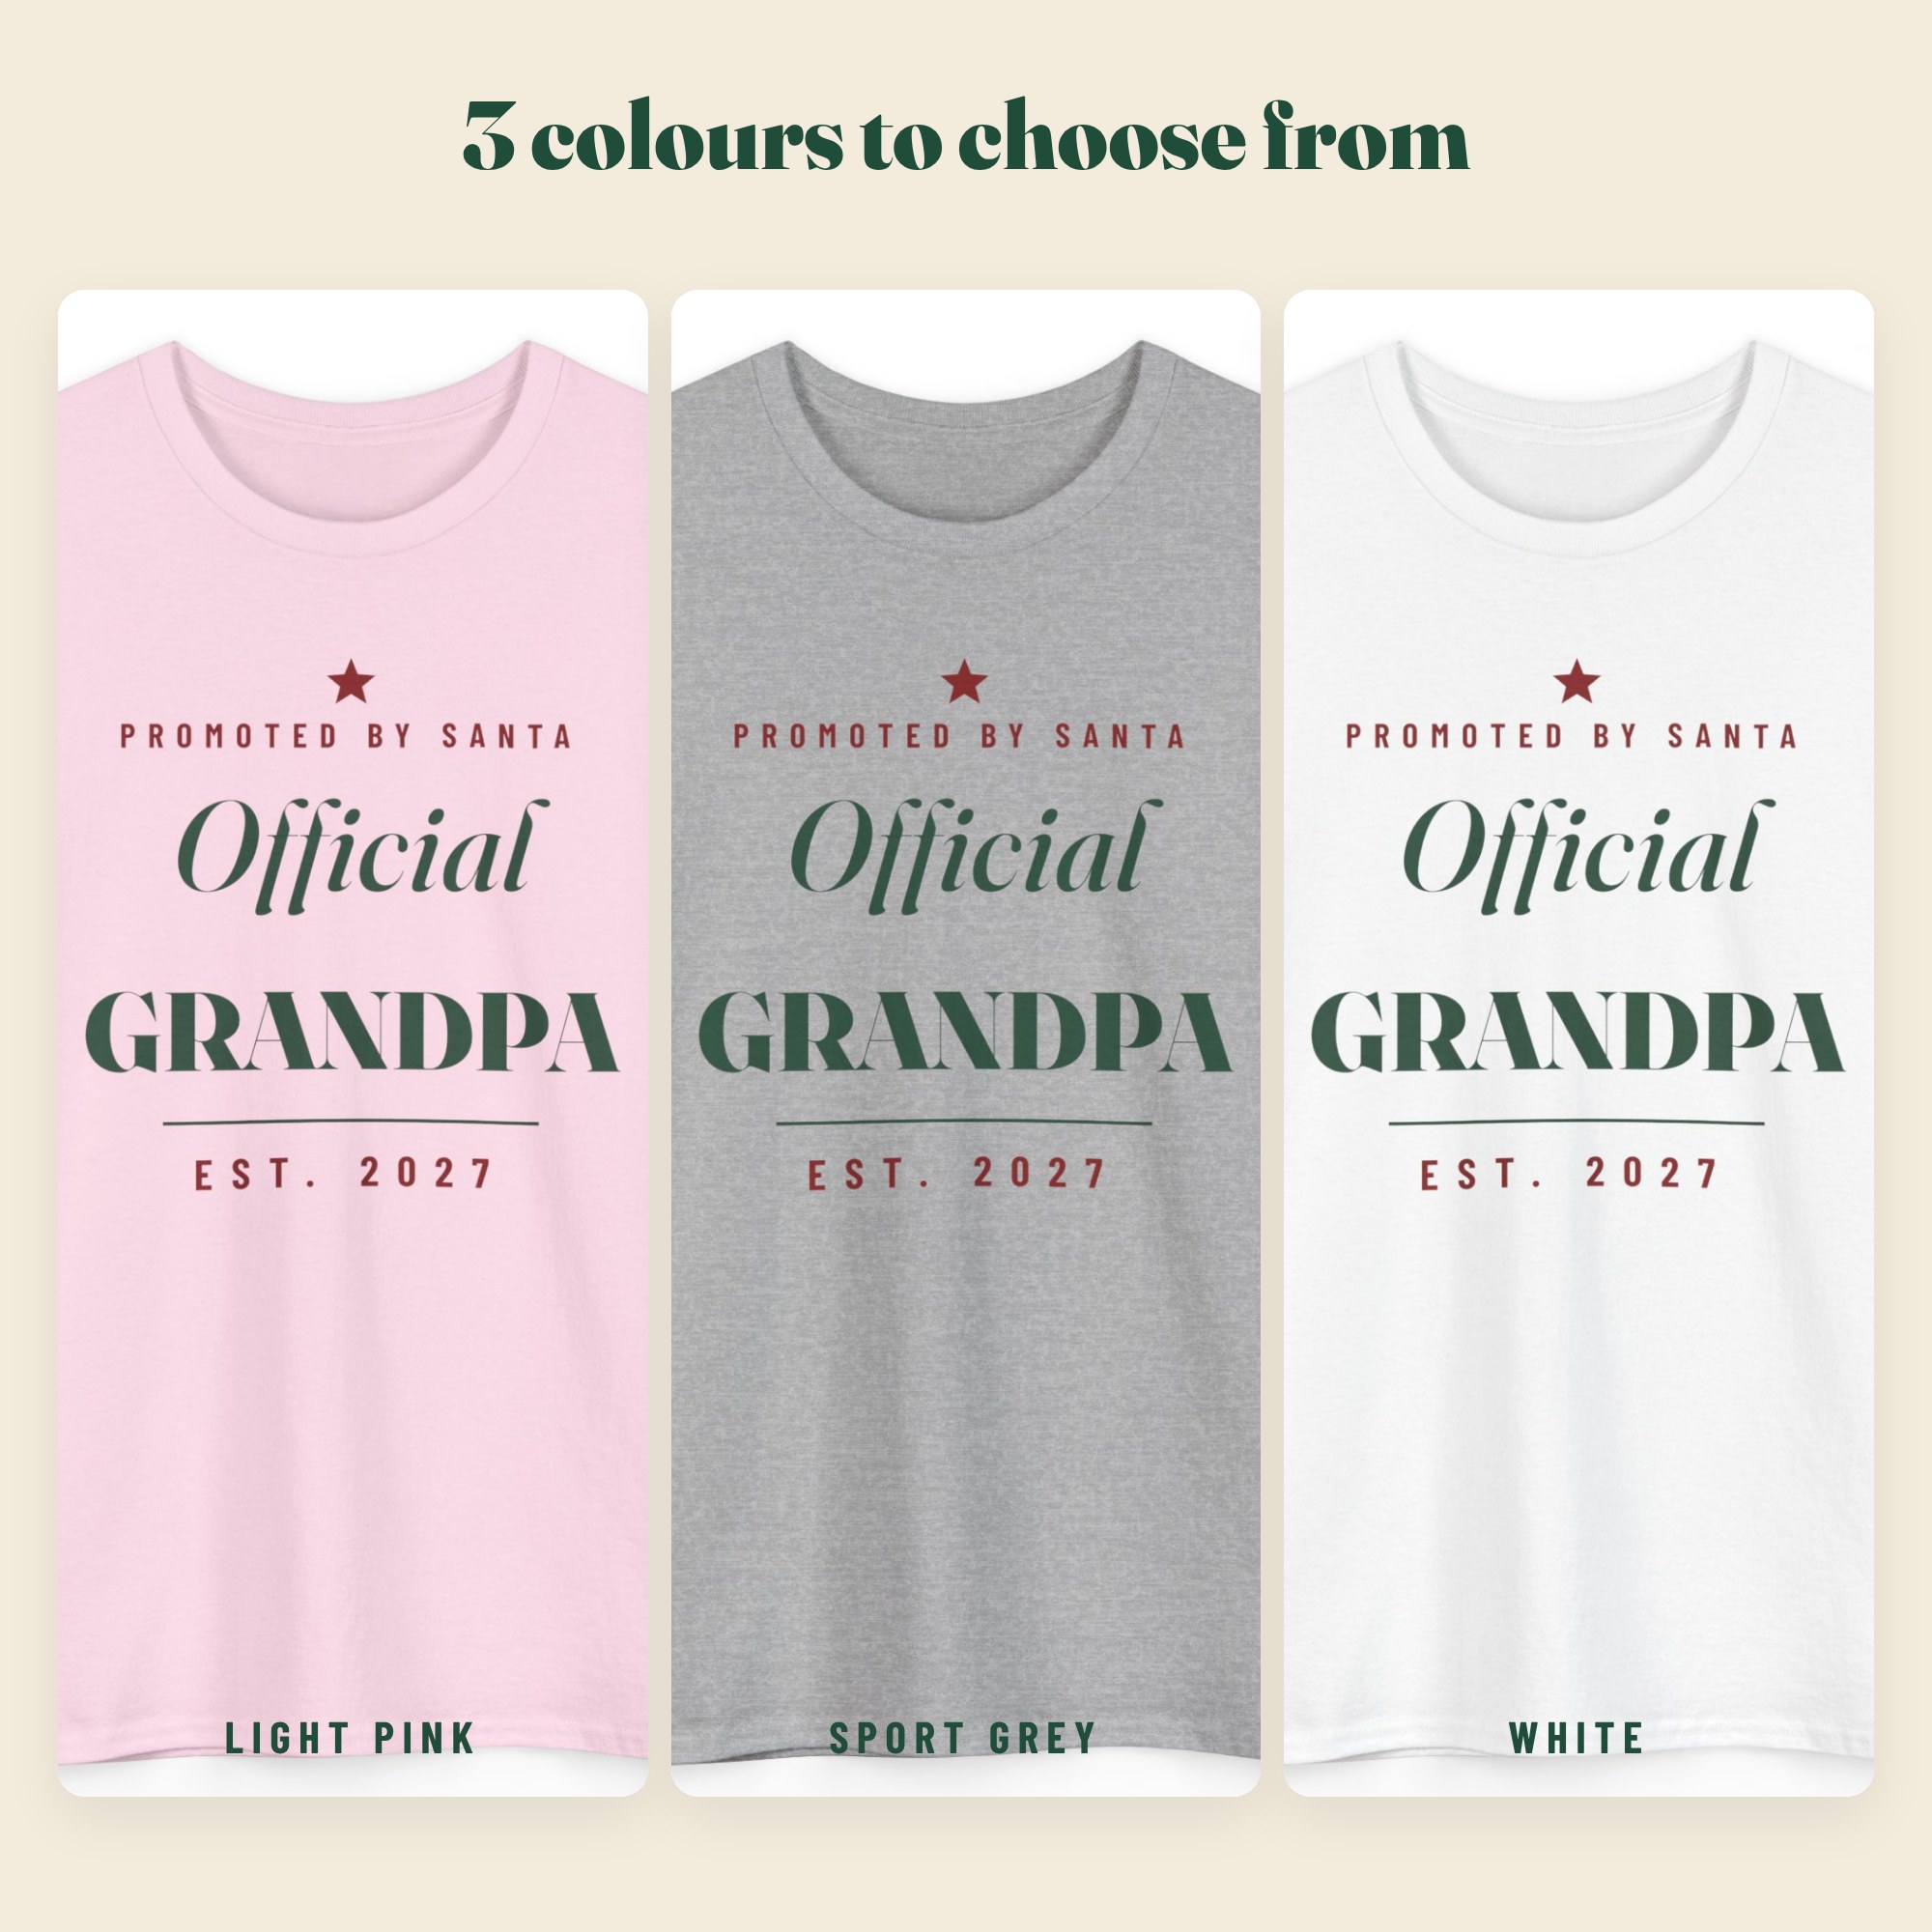 3 colours to choose from
PROMOTED BY SANTA
Official
GRANDPA
EST. 2027
LIGHT PINK
PROMOTED BY SANTA
Official
GRANDPA
EST. 2027
SPORT GREY
PROMOTED BY SANTA
Official
GRANDPA
EST. 2027
WHITE